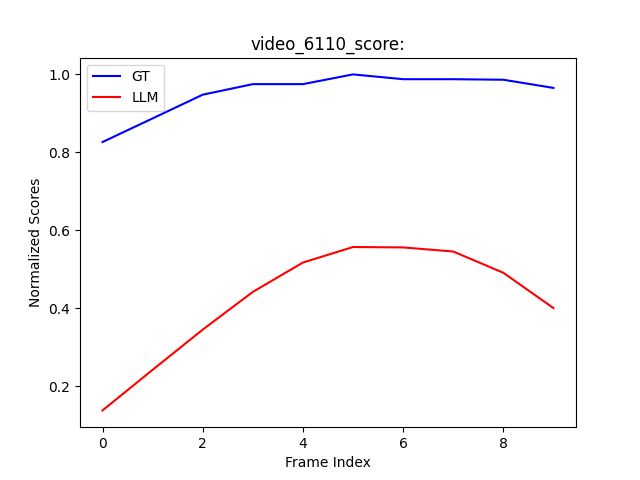 video_6110_score:
GT
LLM
1.0
0.8
0.6
0.4
0.2
Normalized Scores
0 2 4 6 8
Frame Index